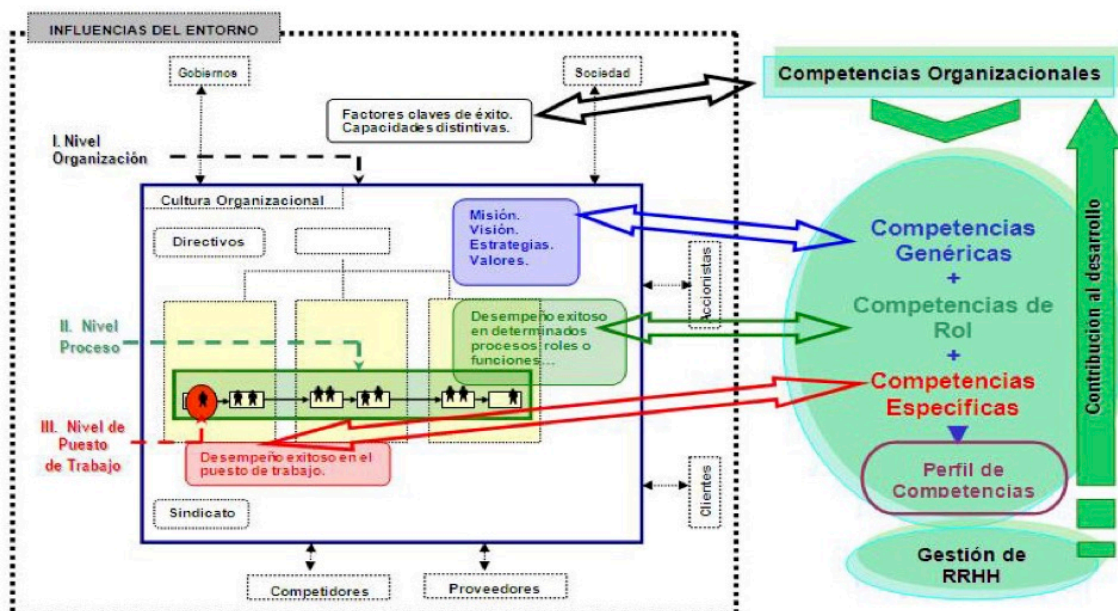 INFLUENCIAS DEL ENTORNO
Gobiernos
Sociedad
Factores claves de éxito.
Capacidades distintivas.
I. Nivel
Organización
Cultura Organizacional
Directivos
Misión.
Visión.
Estrategias.
Valores.
Accionistas
II. Nivel
Proceso
Desempeño exitoso
en determinados
procesos, roles o
funciones...
III. Nivel de
Puesto
de Trabajo
Desempeño exitoso en el
puesto de trabajo.
Sindicato
Clientes
Competidores
Proveedores
Competencias Organizacionales
Competencias
Genéricas
+
Competencias de
Rol
+
Competencias
Específicas
Perfil de
Competencias
Gestión de
RRHH
Contribución al desarrollo